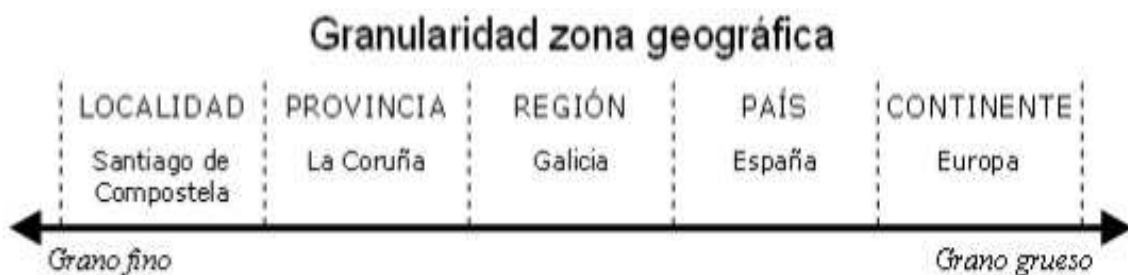 Granularidad zona geográfica
LOCALIDAD PROVINCIA REGIÓN PAÍS CONTINENTE
Santiago de Compostela La Coruña Galicia España Europa
Grano fino Grano grueso